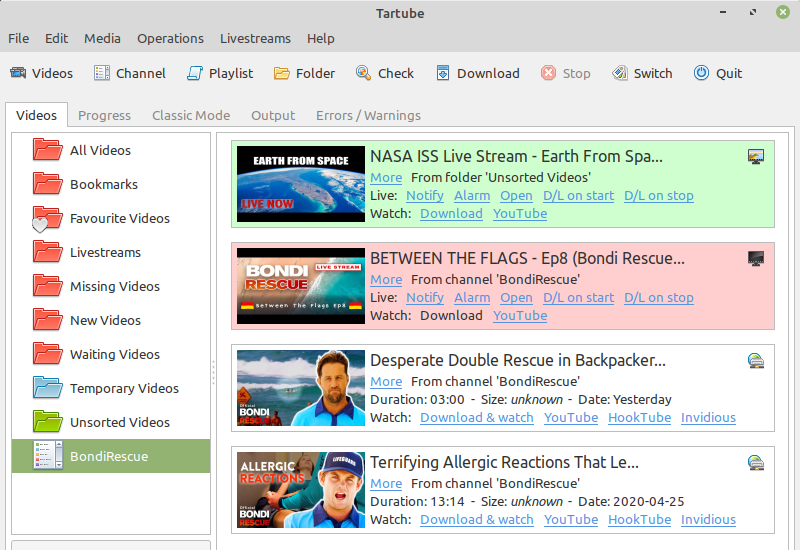 Tartube
File Edit Media Operations Livestreams Help
Videos Channel Playlist Folder Check Download Stop Switch Quit
Videos Progress Classic Mode Output Errors / Warnings
All Videos
Bookmarks
Favourite Videos
Livestreams
Missing Videos
New Videos
Waiting Videos
Temporary Videos
Unsorted Videos
BondiRescue
EARTH FROM SPACE
LIVE NOW
NASA ISS Live Stream - Earth From Spa...
More From folder 'Unsorted Videos'
Live: Notify Alarm Open D/L on start D/L on stop
Watch: Download YouTube
BONDI
RESCUE
LIVE STREAM
Between The Flags Ep8
BETWEEN THE FLAGS - Ep8 (Bondi Rescue...
More From channel 'BondiRescue'
Live: Notify Alarm Open D/L on start D/L on stop
Watch: Download YouTube
Official
BONDI
RESCUE
Desperate Double Rescue in Backpacker...
More From channel 'BondiRescue'
Duration: 03:00 - Size: unknown - Date: Yesterday
Watch: Download & watch YouTube HookTube Invidious
ALLERGIC
REACTIONS
LIFEGUARD
Official
BONDI
RESCUE
Terrifying Allergic Reactions That Le...
More From channel 'BondiRescue'
Duration: 13:14 - Size: unknown - Date: 2020-04-25
Watch: Download & watch YouTube HookTube Invidious